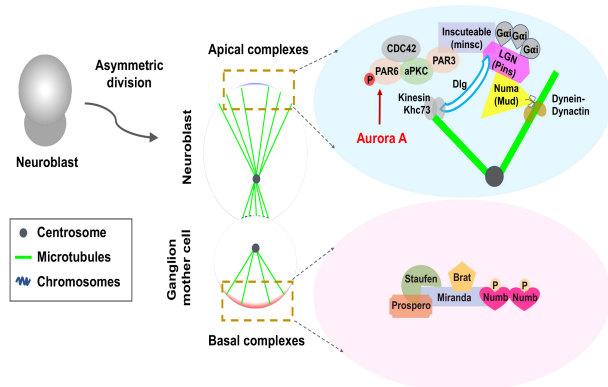 Asymmetric
division
Neuroblast
Centrosome
Microtubules
Chromosomes
Apical complexes
Neuroblast
Ganglion
mother cell
Basal complexes
CDC42
PAR6
aPKC
PAR3
P
Aurora A
Inscuteable
(minsc)
Gαi
Gαi
Gαi
LGN
(Pins)
Dlg
Numa
(Mud)
Kinesin
Khc73
Dynein-
Dynactin
Staufen
Brat
Miranda
Prospero
P
Numb
P
Numb